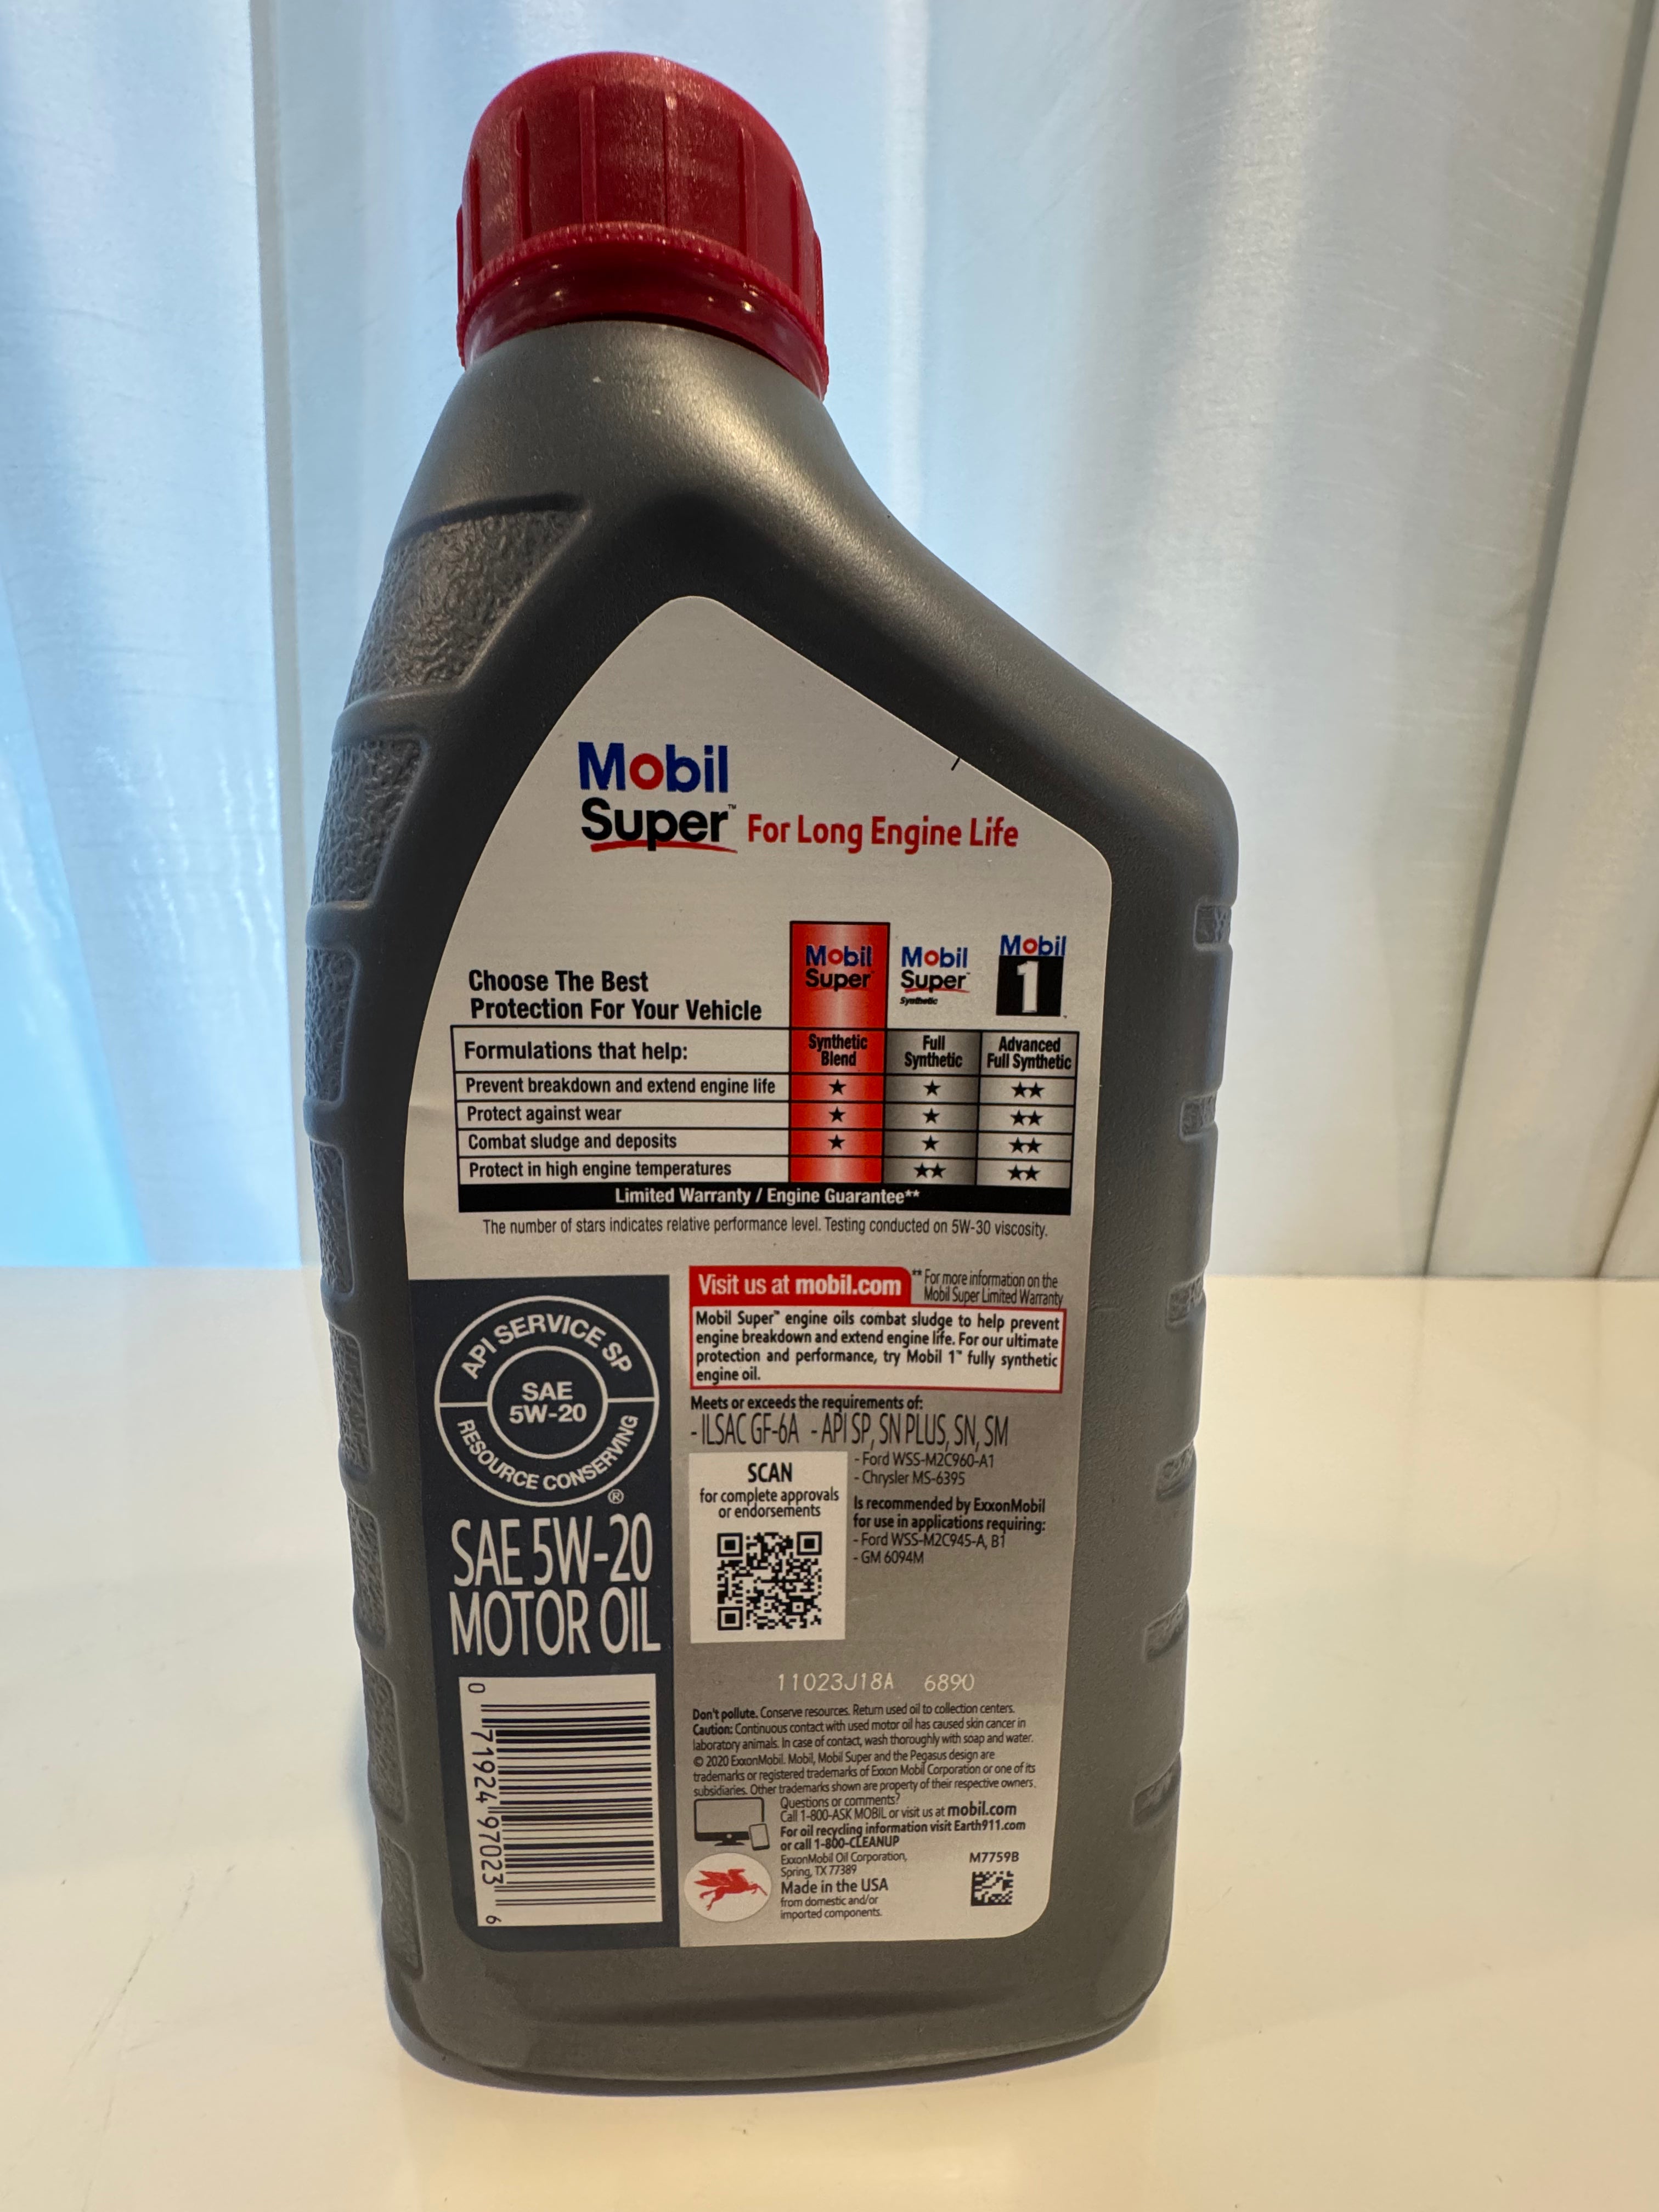 Mobil
Super™ For Long Engine Life
Choose The Best
Protection For Your Vehicle
Mobil
Super
Mobil
Super™
Synthetic
Mobil
1
Formulations that help:
Synthetic
Blend
Full
Synthetic
Advanced
Full Synthetic
Prevent breakdown and extend engine life ★ ★ ★★
Protect against wear ★ ★ ★★
Combat sludge and deposits ★ ★ ★★
Protect in high engine temperatures ★★ ★★
Limited Warranty / Engine Guarantee**
The number of stars indicates relative performance level. Testing conducted on 5W-30 viscosity.
API SERVICE SP
SAE
5W-20
RESOURCE CONSERVING
®
SAE 5W-20
MOTOR OIL
0 71924 97023 6
Visit us at mobil.com
** For more information on the
Mobil Super Limited Warranty
Mobil Super™ engine oils combat sludge to help prevent
engine breakdown and extend engine life. For our ultimate
protection and performance, try Mobil 1™ fully synthetic
engine oil.
Meets or exceeds the requirements of:
- ILSAC GF-6A - API SP, SN PLUS, SN, SM
- Ford WSS-M2C960-A1
- Chrysler MS-6395
SCAN
for complete approvals
or endorsements
Is recommended by ExxonMobil
for use in applications requiring:
- Ford WSS-M2C945-A, B1
- GM 6094M
11023J18A 6890
Don't pollute. Conserve resources. Return used oil to collection centers.
Caution: Continuous contact with used motor oil has caused skin cancer in
laboratory animals. In case of contact, wash thoroughly with soap and water.
© 2020 ExxonMobil. Mobil, Mobil Super and the Pegasus design are
trademarks or registered trademarks of Exxon Mobil Corporation or one of its
subsidiaries. Other trademarks shown are property of their respective owners.
Questions or comments?
Call 1-800-ASK MOBIL or visit us at mobil.com
For oil recycling information visit Earth911.com
or call 1-800-CLEANUP
ExxonMobil Oil Corporation,
Spring, TX 77389
Made in the USA
from domestic and/or
imported components.
M7759B